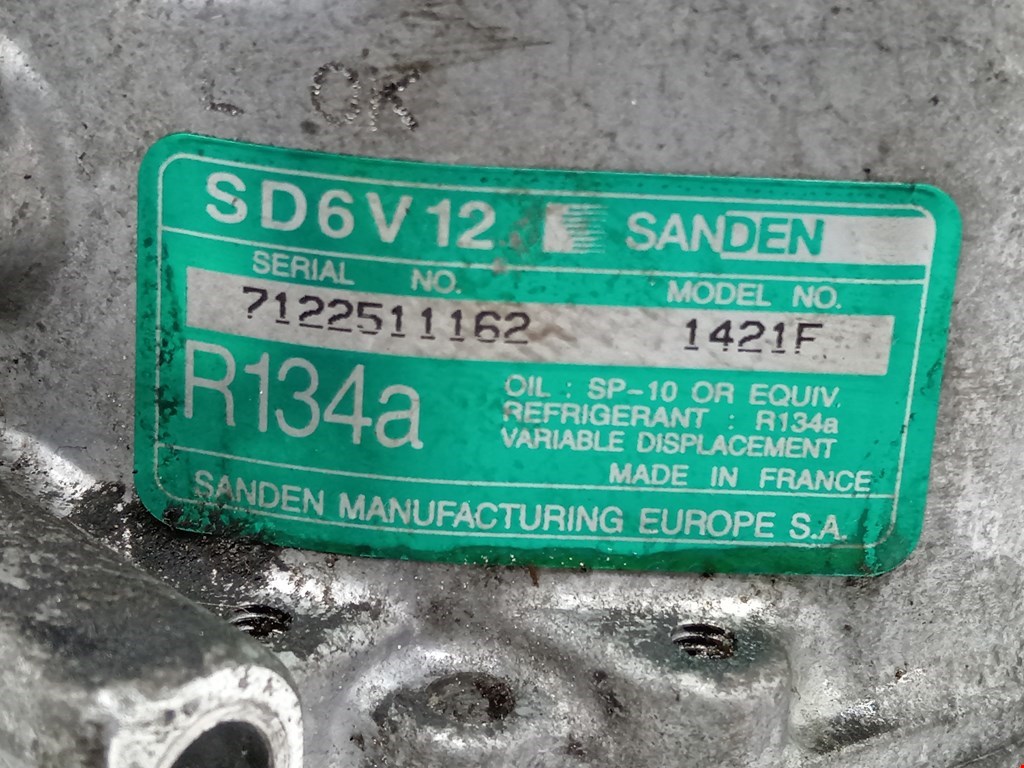 OK
SD6V12 SANDEN
SERIAL NO. MODEL NO.
7122511162 1421F
R134a
OIL : SP-10 OR EQUIV.
REFRIGERANT : R134a
VARIABLE DISPLACEMENT
MADE IN FRANCE
SANDEN MANUFACTURING EUROPE S.A.